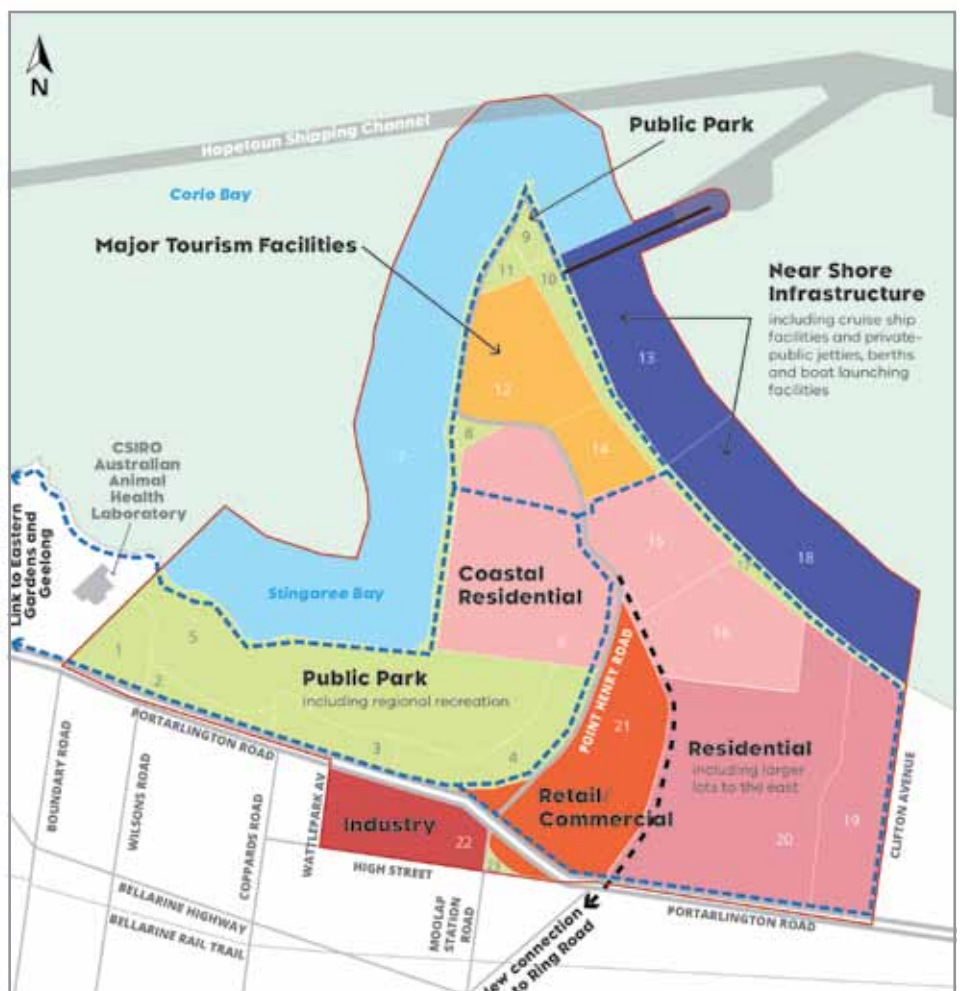 N
Hopetoun Shipping Channel
Corio Bay
Public Park
Major Tourism Facilities
9
11
10
Near Shore
Infrastructure
including cruise ship
facilities and private-
public jetties, berths
and boat launching
facilities
13
12
8
14
7
CSIRO
Australian
Animal
Health
Laboratory
Link to Eastern
Gardens and
Geelong
15
18
17
Coastal
Residential
Stingaree Bay
16
6
1
5
2
Public Park
including regional recreation
POINT HENRY ROAD
21
3
4
Residential
including larger
lots to the east
20
19
CLIFTON AVENUE
PORTARLINGTON ROAD
BOUNDARY ROAD
WILSONS ROAD
COPPARDS ROAD
WATTLEPARK AV
Industry
22
Retail/
Commercial
HIGH STREET
MOOLAP
STATION
ROAD
BELLARINE HIGHWAY
BELLARINE RAIL TRAIL
PORTARLINGTON ROAD
New connection
to Ring Road